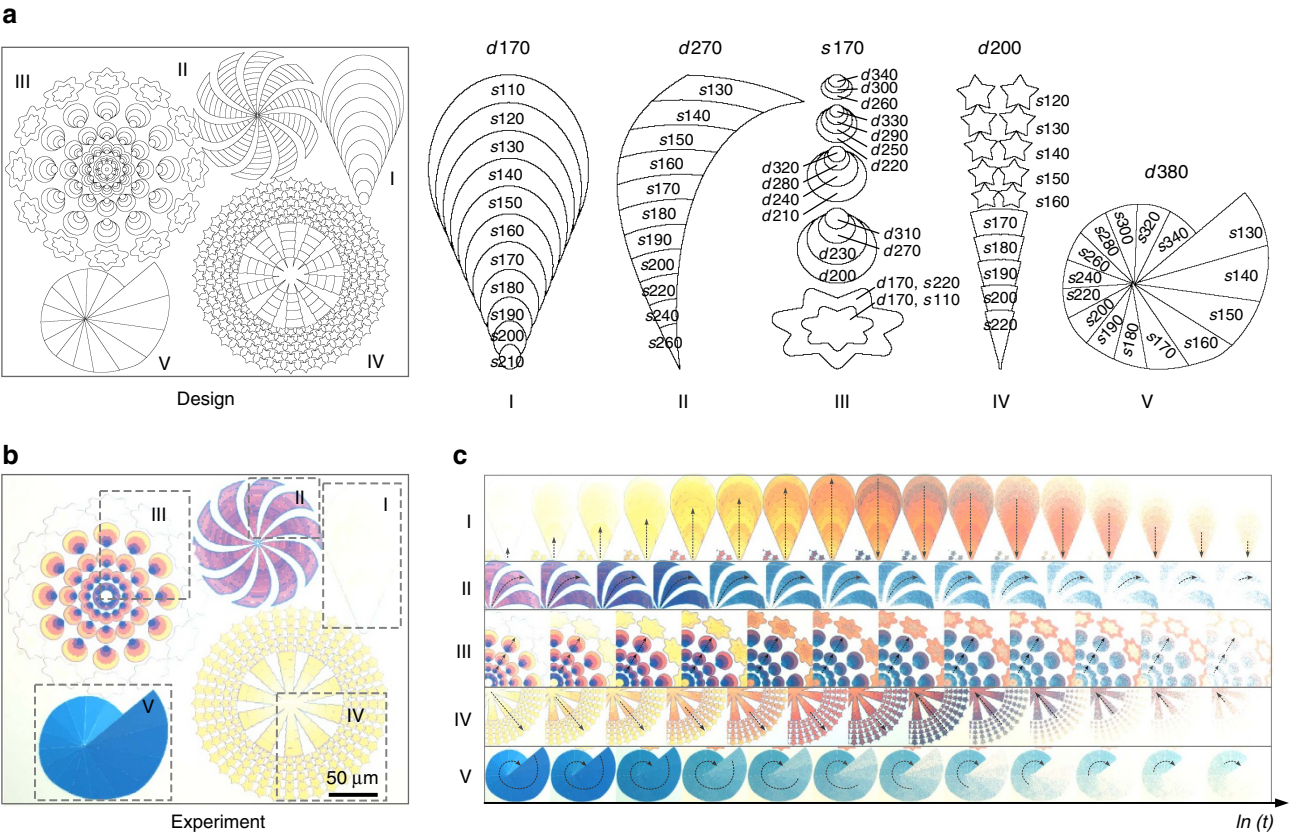 a
III
II
I
V
IV
Design
d170
s110
s120
s130
s140
s150
s160
s170
s180
s190
s200
s210
I
d270
s130
s140
s150
s160
s170
s180
s190
s200
s220
s240
s260
II
s170
d340
d300
d260
d330
d290
d250
d220
d320
d280
d240
d210
d310
d270
d230
d200
d170, s220
d170, s110
III
d200
s120
s130
s140
s150
s160
s170
s180
s190
s200
s220
IV
d380
s130
s140
s150
s160
s170
s180
s190
s200
s220
s240
s260
s280
s300
s320
s340
V
b
III
II
I
V
IV
50 μm
Experiment
c
I
II
III
IV
V
ln (t)